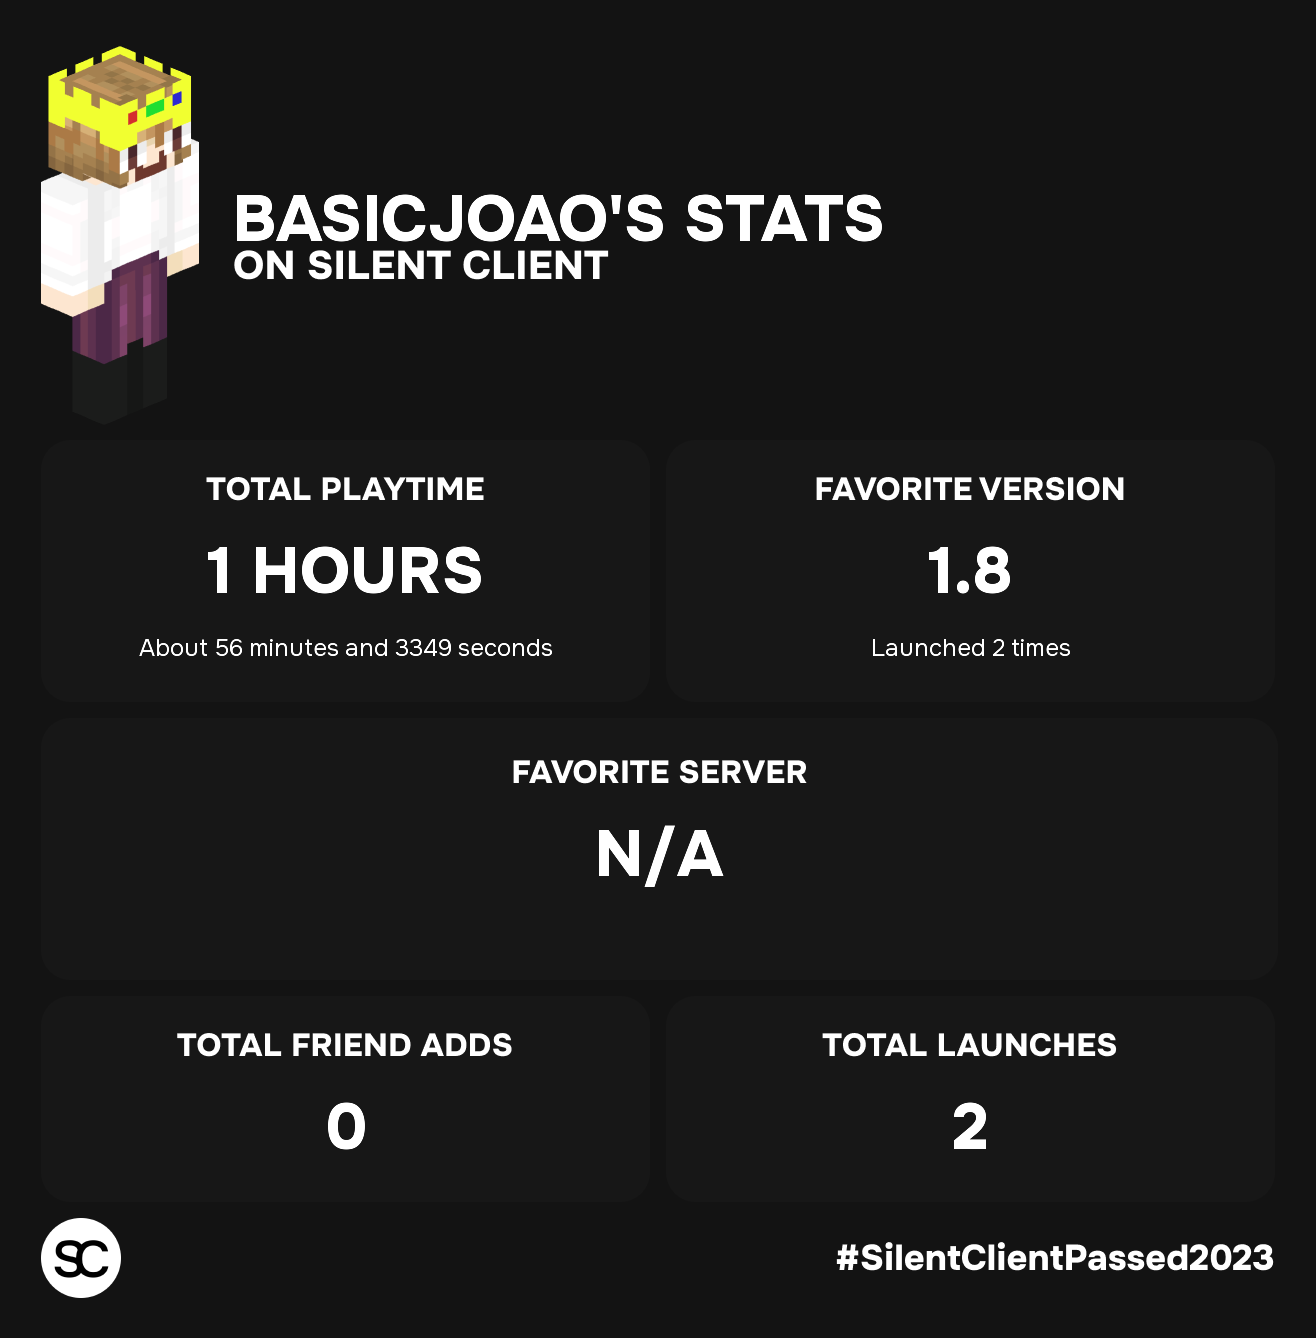 BASICJOAO'S STATS
ON SILENT CLIENT
TOTAL PLAYTIME
1 HOURS
About 56 minutes and 3349 seconds
FAVORITE VERSION
1.8
Launched 2 times
FAVORITE SERVER
N/A
TOTAL FRIEND ADDS
0
TOTAL LAUNCHES
2
SC
#SilentClientPassed2023